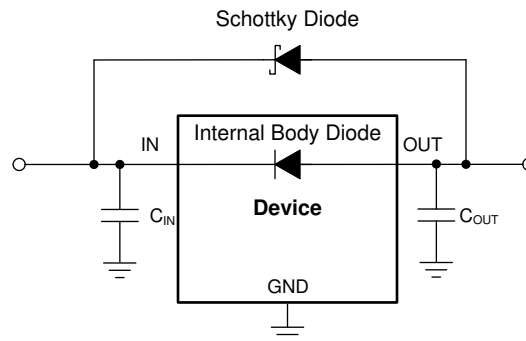 Schottky Diode
Internal Body Diode
IN
OUT
Device
CIN
COUT
GND